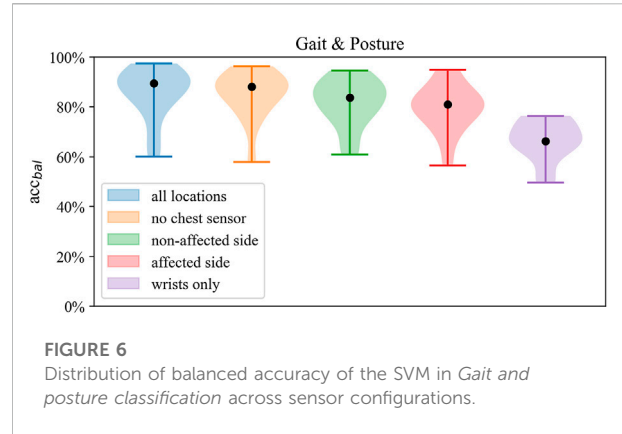 Gait & Posture
100%
80%
60%
40%
20%
0%
acc_bal
all locations
no chest sensor
non-affected side
affected side
wrists only
FIGURE 6
Distribution of balanced accuracy of the SVM in Gait and
posture classification across sensor configurations.